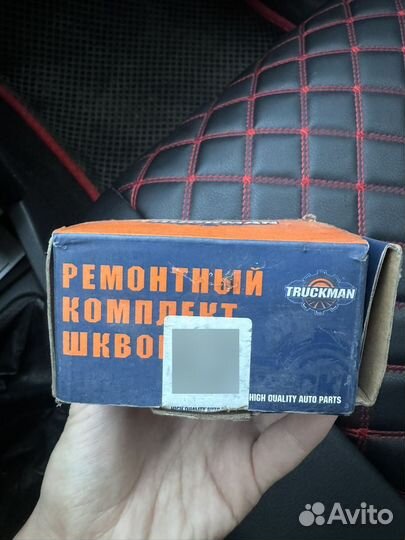 РЕМОНТНЫЙ
КОМПЛЕКТ
TRUCKMAN
HIGH QUALITY AUTO PARTS
Avito